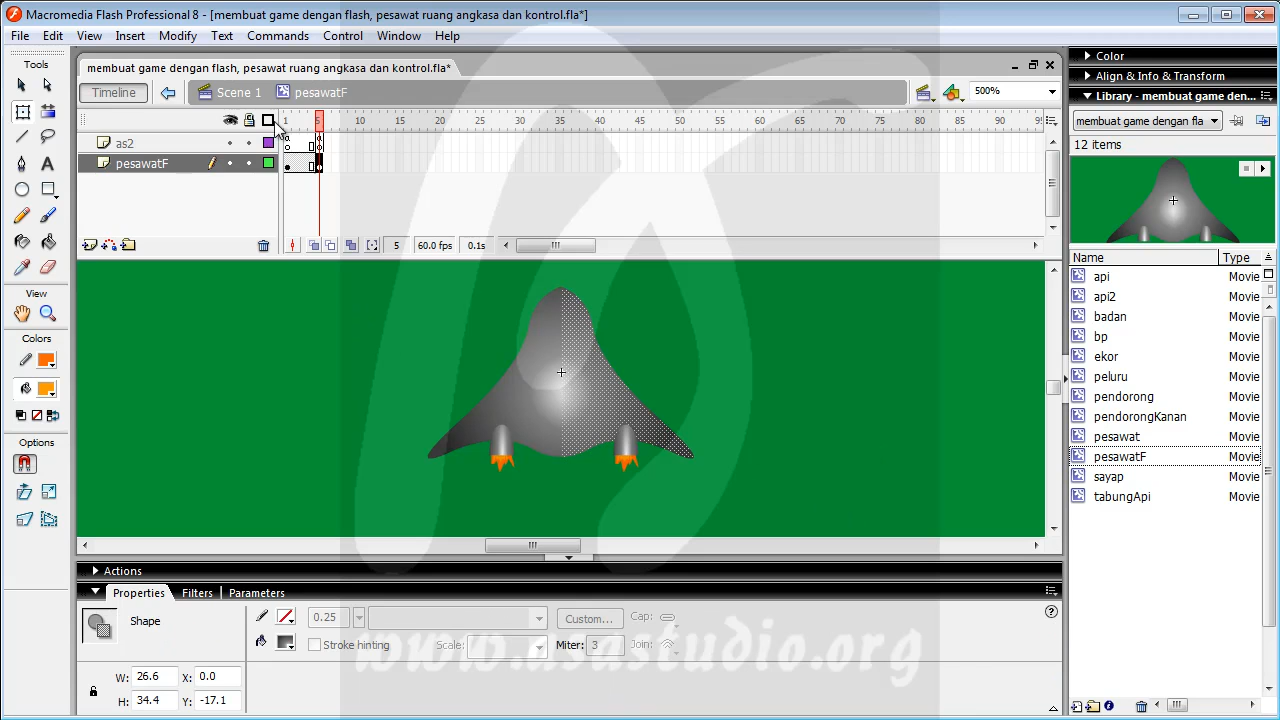 Macromedia Flash Professional 8 - [membuat game dengan flash, pesawat ruang angkasa dan kontrol.fla*]
File Edit View Insert Modify Text Commands Control Window Help
Tools
membuat game dengan flash, pesawat ruang angkasa dan kontrol.fla*
Timeline
Scene 1
pesawatF
500%
1 5 10 15 20 25 30 35 40 45 50 55 60 65 70 75 80 85 90 95
as2
pesawatF
5 60.0 fps 0.1s
View
Colors
Options
Color
Align & Info & Transform
Library - membuat game den...
membuat game dengan fla
12 items
Name Type
api Movie
api2 Movie
badan Movie
bp Movie
ekor Movie
peluru Movie
pendorong Movie
pendorongKanan Movie
pesawat Movie
pesawatF Movie
sayap Movie
tabungApi Movie
Actions
Properties Filters Parameters
Shape
0.25
Custom...
Cap:
Stroke hinting
Scale:
Miter: 3
Join:
W: 26.6 X: 0.0
H: 34.4 Y: -17.1
www.asastudio.org